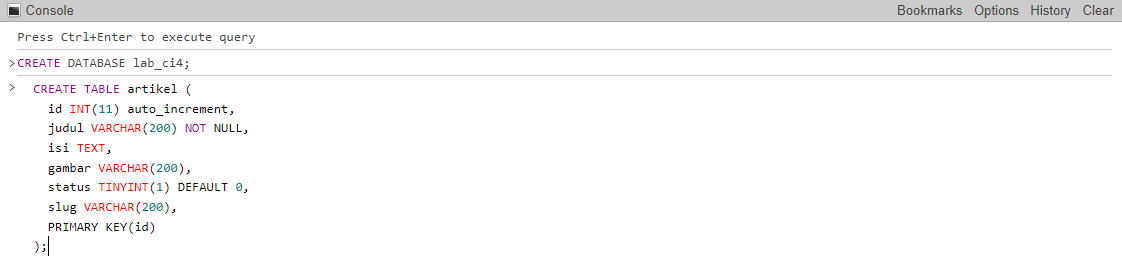 Console Bookmarks Options History Clear
Press Ctrl+Enter to execute query
>CREATE DATABASE lab_ci4;
> CREATE TABLE artikel (
id INT(11) auto_increment,
judul VARCHAR(200) NOT NULL,
isi TEXT,
gambar VARCHAR(200),
status TINYINT(1) DEFAULT 0,
slug VARCHAR(200),
PRIMARY KEY(id)
);